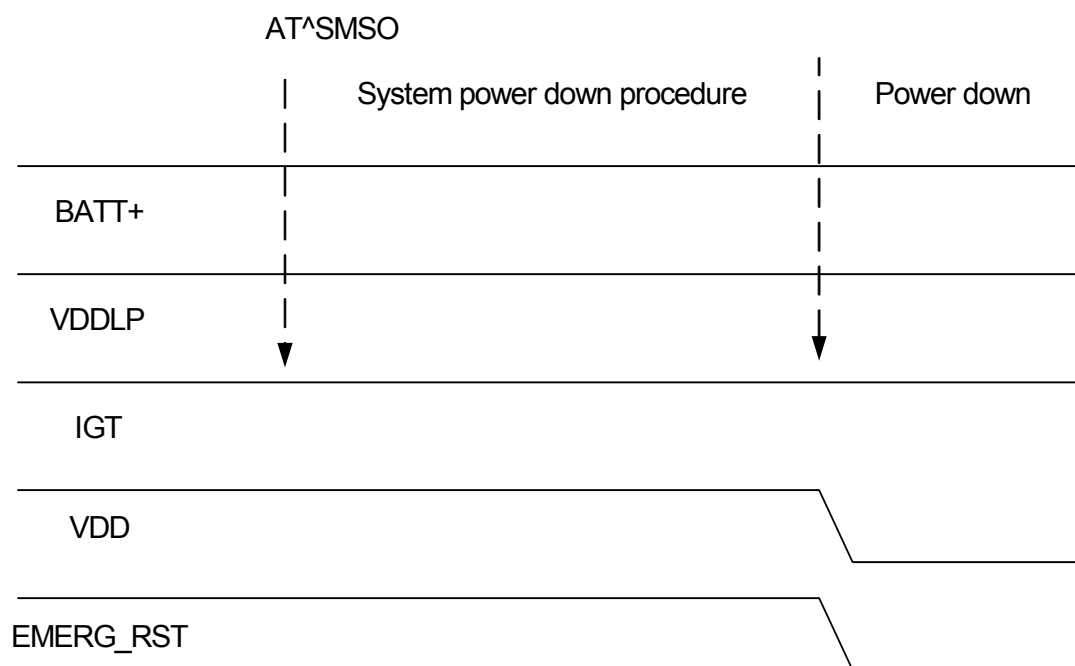 AT^SMSO
System power down procedure
Power down
BATT+
VDDLP
IGT
VDD
EMERG_RST